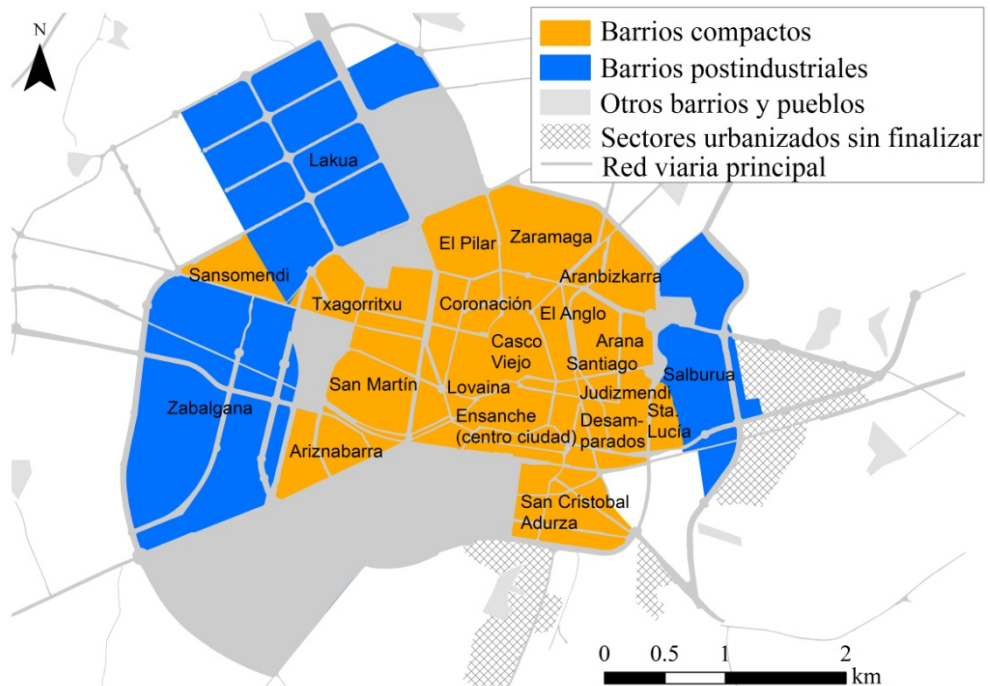 N
Barrios compactos
Barrios postindustriales
Otros barrios y pueblos
Sectores urbanizados sin finalizar
Red viaria principal
Lakua
El Pilar
Zaramaga
Sansomendi
Aranbizkarra
Txagorritxu
Coronación
El Anglo
Casco
Viejo
Arana
Santiago
San Martín
Lovaina
Judizmendi
Salburua
Zabalgana
Ensanche
(centro ciudad)
Desam-
parados
Sta.
Lucía
Ariznabarra
San Cristobal
Adurza
0 0.5 1 2
km